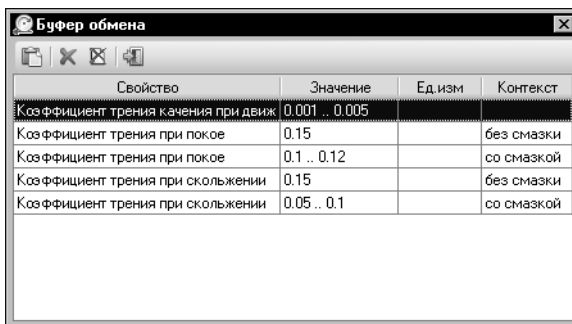 Буфер обмена
Свойство Значение Ед.изм Контекст
Коэффициент трения качения при движ 0.001 .. 0.005
Коэффициент трения при покое 0.15 без смазки
Коэффициент трения при покое 0.1 .. 0.12 со смазкой
Коэффициент трения при скольжении 0.15 без смазки
Коэффициент трения при скольжении 0.05 .. 0.1 со смазкой